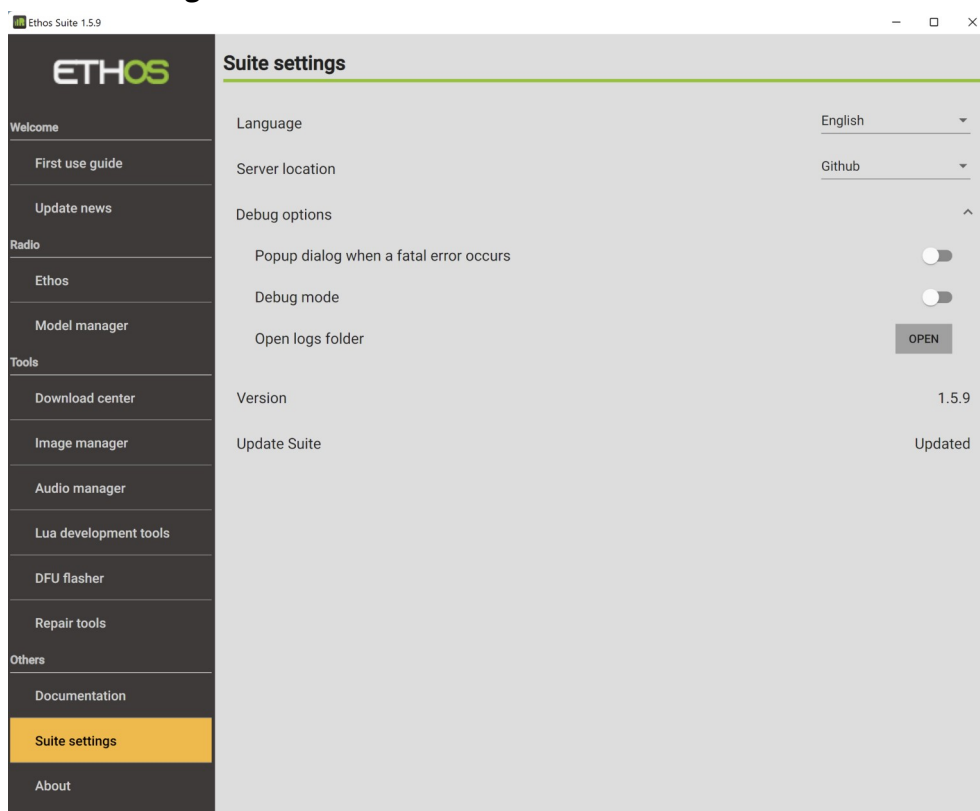 Ethos Suite 1.5.9
ETHOS
Welcome
First use guide
Update news
Radio
Ethos
Model manager
Tools
Download center
Image manager
Audio manager
Lua development tools
DFU flasher
Repair tools
Others
Documentation
Suite settings
About
Suite settings
Language English
Server location Github
Debug options
Popup dialog when a fatal error occurs
Debug mode
Open logs folder OPEN
Version 1.5.9
Update Suite Updated